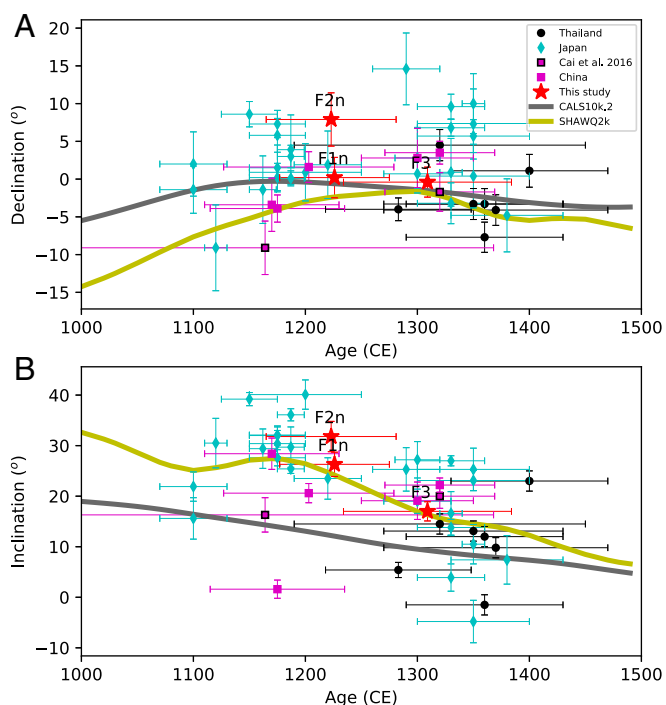 A
Declination (°)
20
15
10
5
0
−5
−10
−15
F2n
F1n
F3
Thailand
Japan
Cai et al. 2016
China
This study
CALS10k.2
SHAWQ2k
1000
1100
1200
1300
1400
1500
Age (CE)
B
Inclination (°)
40
30
20
10
0
−10
F2n
F1n
F3
1000
1100
1200
1300
1400
1500
Age (CE)